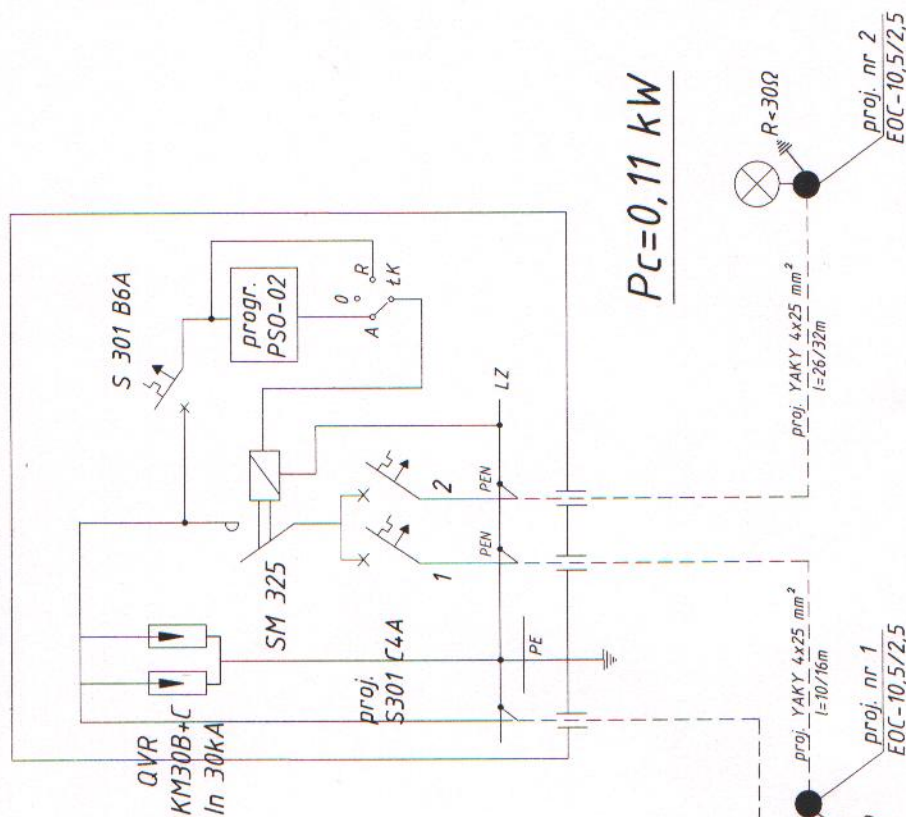 QVR
KM30B+C
In 30kA
S 301 B6A
progr.
PSO-02
0
R
A
ŁK
SM 325
proj.
S301 C4A
1
2
PEN
PEN
LZ
PE
Pc=0,11 kW
R<30Ω
proj. nr 2
EOC-10,5/2,5
proj. YAKY 4x25 mm²
l=26/32m
proj. YAKY 4x25 mm²
l=10/16m
proj. nr 1
EOC-10,5/2,5